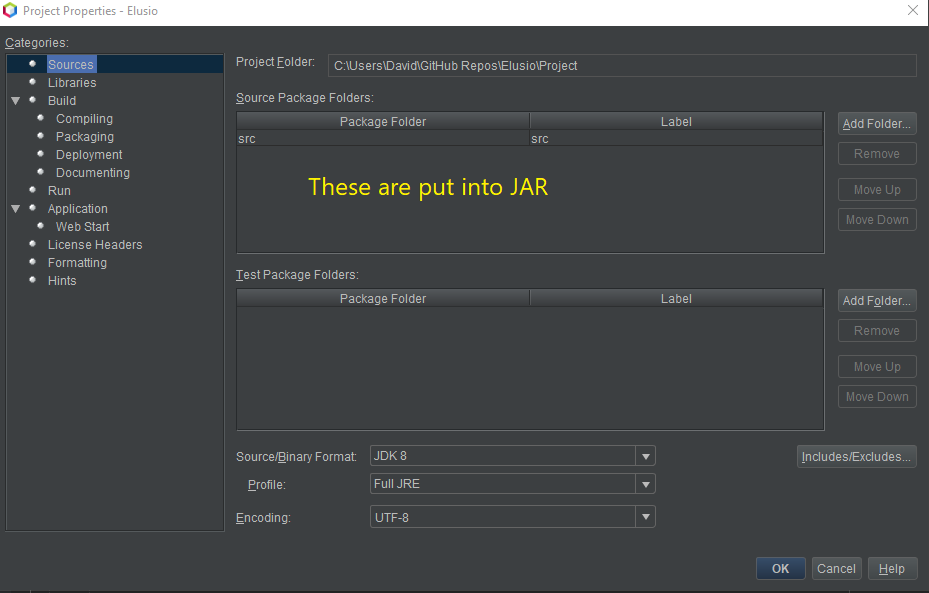 Project Properties - Elusio
Categories:
Sources
Libraries
Build
Compiling
Packaging
Deployment
Documenting
Run
Application
Web Start
License Headers
Formatting
Hints
Project Folder: C:\Users\David\GitHub Repos\Elusio\Project
Source Package Folders:
Package Folder Label
src src
These are put into JAR
Add Folder...
Remove
Move Up
Move Down
Test Package Folders:
Package Folder Label
Add Folder...
Remove
Move Up
Move Down
Source/Binary Format: JDK 8
Includes/Excludes...
Profile: Full JRE
Encoding: UTF-8
OK Cancel Help